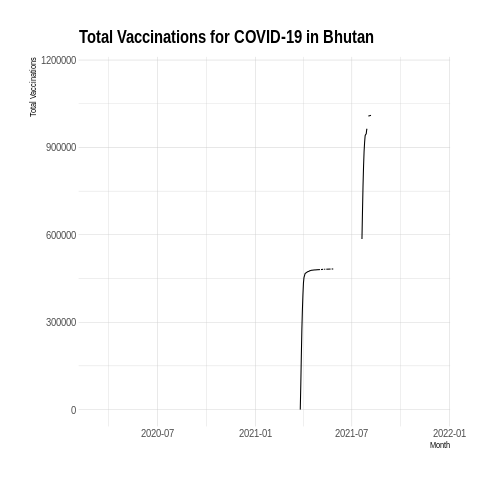 Total Vaccinations for COVID-19 in Bhutan
Total Vaccinations
1200000
900000
600000
300000
0
2020-07 2021-01 2021-07 2022-01
Month